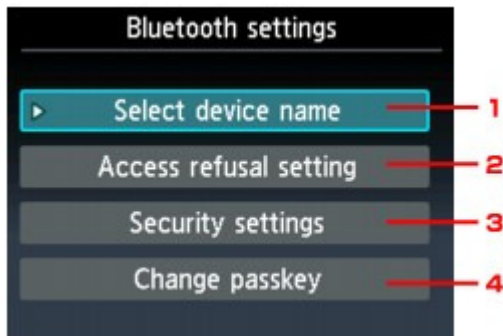 Bluetooth settings
Select device name 1
Access refusal setting 2
Security settings 3
Change passkey 4